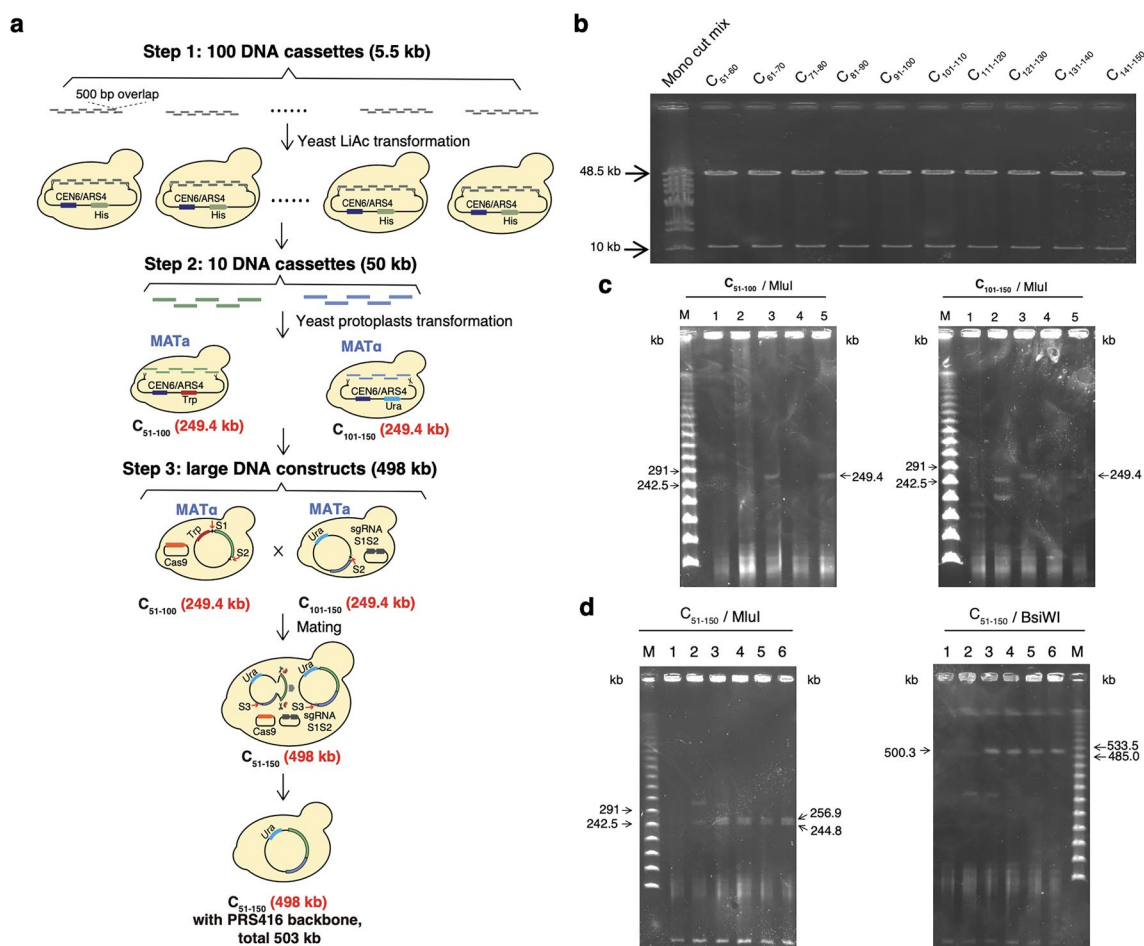 a
Step 1: 100 DNA cassettes (5.5 kb)
500 bp overlap
......
Yeast LiAc transformation
CEN6/ARS4
His
CEN6/ARS4
His
......
CEN6/ARS4
His
CEN6/ARS4
His
Step 2: 10 DNA cassettes (50 kb)
Yeast protoplasts transformation
MATa
MATα
CEN6/ARS4
Trp
CEN6/ARS4
Ura
C51-100 (249.4 kb)
C101-150 (249.4 kb)
Step 3: large DNA constructs (498 kb)
MATα
MATa
Trp
S1
S2
Cas9
x
Ura
sgRNA
S1S2
S2
C51-100 (249.4 kb)
C101-150 (249.4 kb)
Mating
Ura
Ura
S3
S3
Cas9
sgRNA
S1S2
C51-150 (498 kb)
Ura
C51-150 (498 kb)
with PRS416 backbone,
total 503 kb
b
Mono cut mix
C51-60
C61-70
C71-80
C81-90
C91-100
C101-110
C111-120
C121-130
C131-140
C141-150
48.5 kb
10 kb
c
C51-100 / MluI
M 1 2 3 4 5
kb
kb
291
242.5
249.4
C101-150 / MluI
M 1 2 3 4 5
kb
kb
291
242.5
249.4
d
C51-150 / MluI
M 1 2 3 4 5 6
kb
kb
291
242.5
256.9
244.8
C51-150 / BsiWI
1 2 3 4 5 6 M
kb
kb
500.3
533.5
485.0